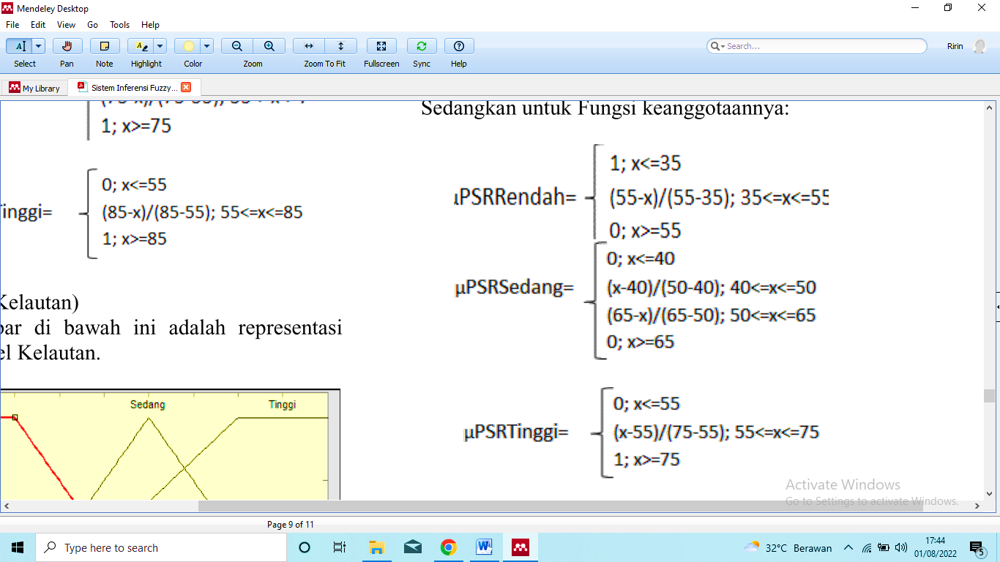 Mendeley Desktop
File Edit View Go Tools Help
Search...
Ririn
Select Pan Note Highlight Color Zoom Zoom To Fit Fullscreen Sync Help
My Library
Sistem Inferensi Fuzzy...
1; x>=75
inggi=
0; x<=55
(85-x)/(85-55); 55<=x<=85
1; x>=85
Kelautan)
bar di bawah ini adalah representasi
el Kelautan.
Sedang Tinggi
Sedangkan untuk Fungsi keanggotaannya:
µPSRRendah=
1; x<=35
(55-x)/(55-35); 35<=x<=55
0; x>=55
µPSRSedang=
0; x<=40
(x-40)/(50-40); 40<=x<=50
(65-x)/(65-50); 50<=x<=65
0; x>=65
µPSRTinggi=
0; x<=55
(x-55)/(75-55); 55<=x<=75
1; x>=75
Activate Windows
Go to Settings to activate Windows.
Page 9 of 11
Type here to search
32°C Berawan
17:44
01/08/2022
5